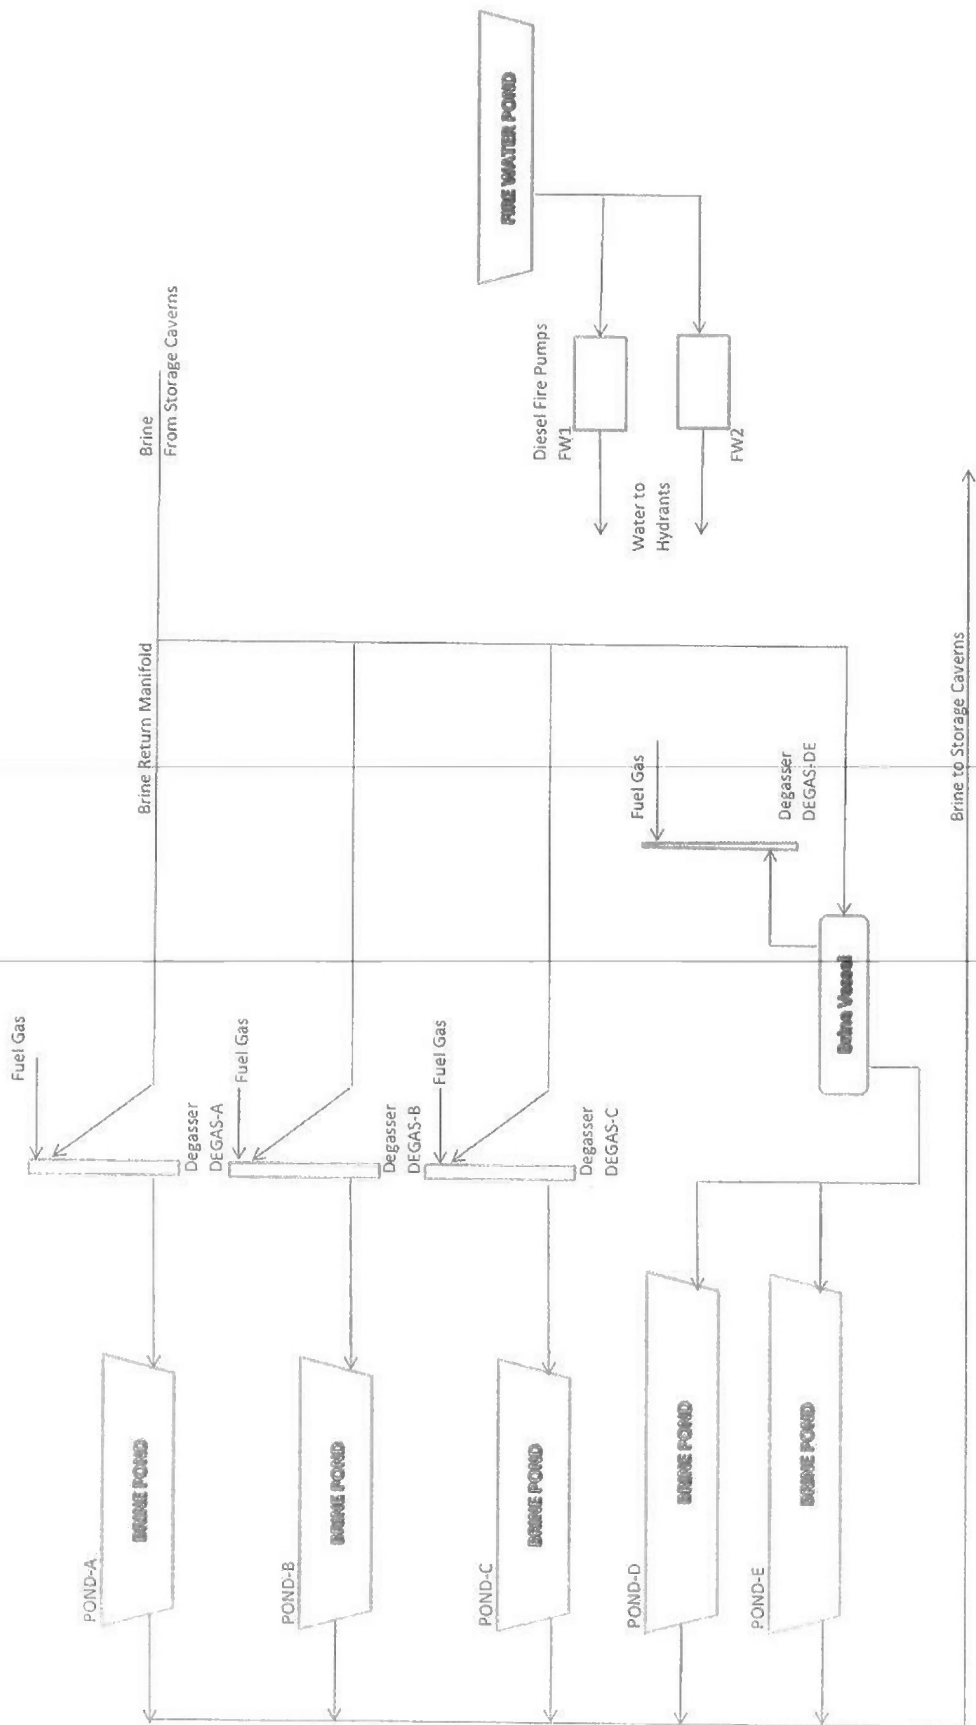 Brine
From Storage Caverns
Brine Return Manifold
Fuel Gas
Degasser
DEGAS-A
POND-A
BRINE POND
Fuel Gas
Degasser
DEGAS-B
POND-B
BRINE POND
Fuel Gas
Degasser
DEGAS-C
POND-C
BRINE POND
Fuel Gas
Degasser
DEGAS-DE
Brine Vessel
POND-D
BRINE POND
POND-E
BRINE POND
Brine to Storage Caverns
FIRE WATER POND
Diesel Fire Pumps
FW1
FW2
Water to
Hydrants